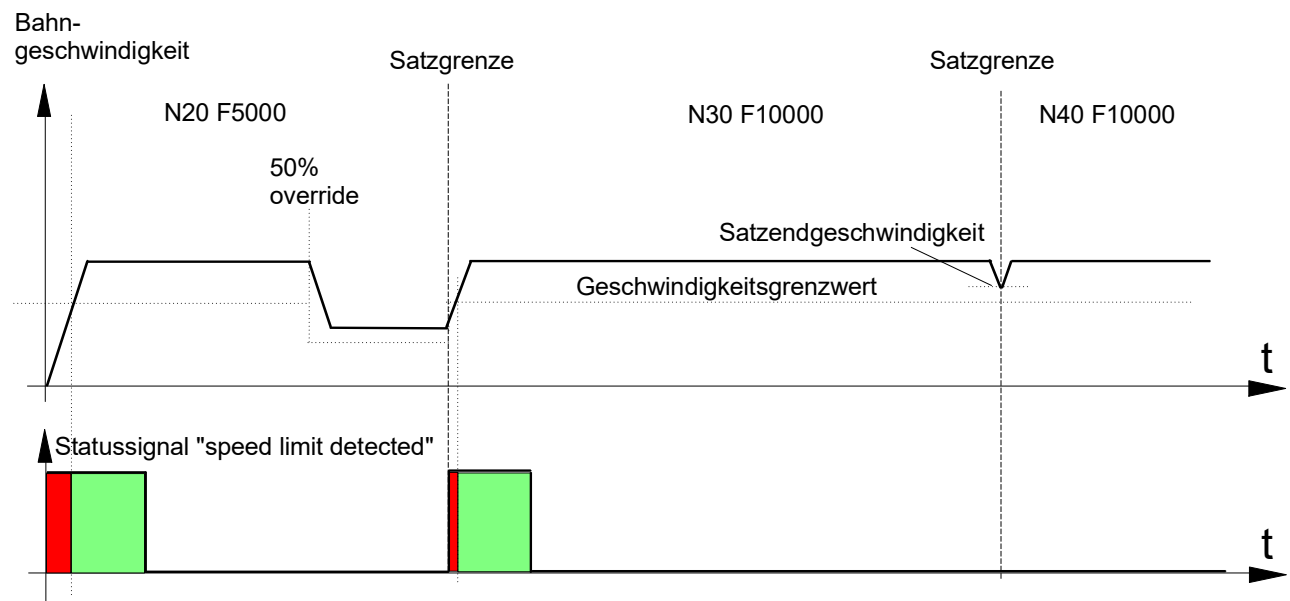 Bahn-
geschwindigkeit
Satzgrenze
Satzgrenze
N20 F5000
N30 F10000
N40 F10000
50%
override
Satzendgeschwindigkeit
Geschwindigkeitsgrenzwert
t
Statussignal "speed limit detected"
t